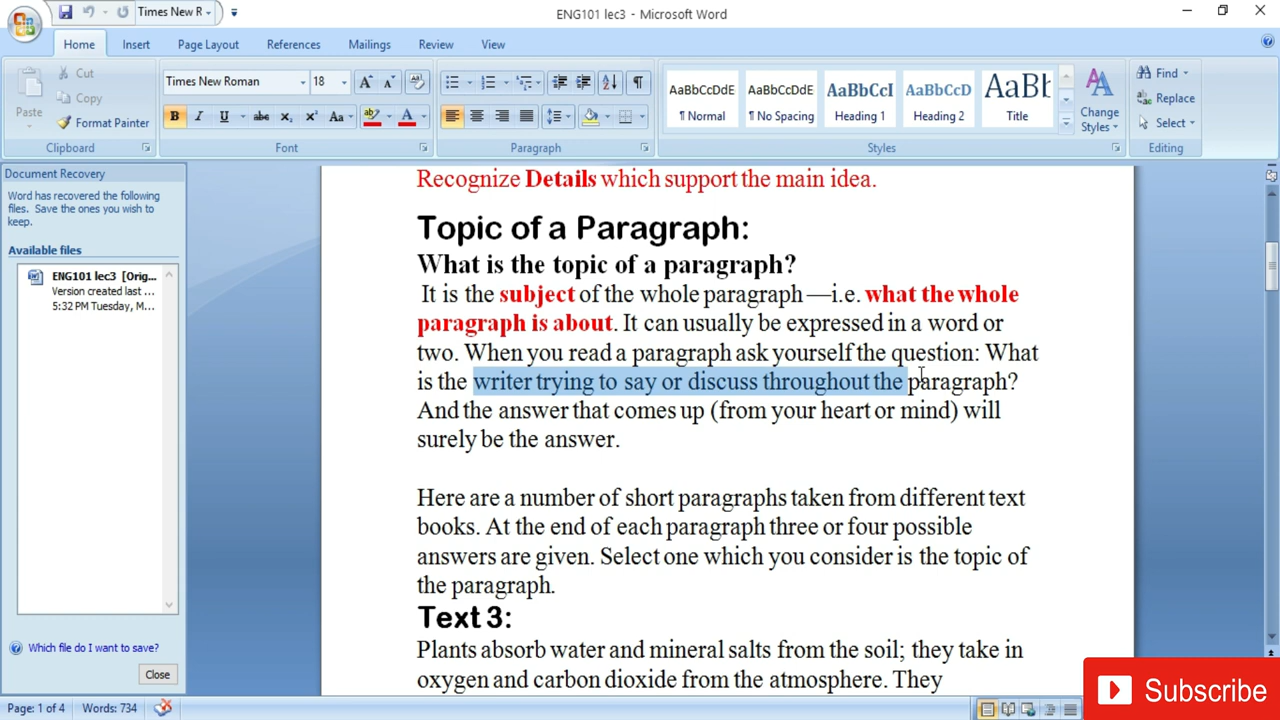 Times New R
ENG101 lec3 - Microsoft Word
Home Insert Page Layout References Mailings Review View
Paste
Cut
Copy
Format Painter
Clipboard
Times New Roman 18
B I U abc X₂ X² Aa
Font
Paragraph
AaBbCcDdE AaBbCcDdE AaBbCcI AaBbCcD AaBb
¶ Normal ¶ No Spacing Heading 1 Heading 2 Title
Change Styles
Styles
Find
Replace
Select
Editing
Document Recovery
Word has recovered the following
files. Save the ones you wish to
keep.
Available files
ENG101 lec3 [Orig...
Version created last ...
5:32 PM Tuesday, M...
Which file do I want to save?
Close
Recognize Details which support the main idea.
Topic of a Paragraph:
What is the topic of a paragraph?
It is the subject of the whole paragraph —i.e. what the whole
paragraph is about. It can usually be expressed in a word or
two. When you read a paragraph ask yourself the question: What
is the writer trying to say or discuss throughout the paragraph?
And the answer that comes up (from your heart or mind) will
surely be the answer.
Here are a number of short paragraphs taken from different text
books. At the end of each paragraph three or four possible
answers are given. Select one which you consider is the topic of
the paragraph.
Text 3:
Plants absorb water and mineral salts from the soil; they take in
oxygen and carbon dioxide from the atmosphere. They
Subscribe
Page: 1 of 4 Words: 734